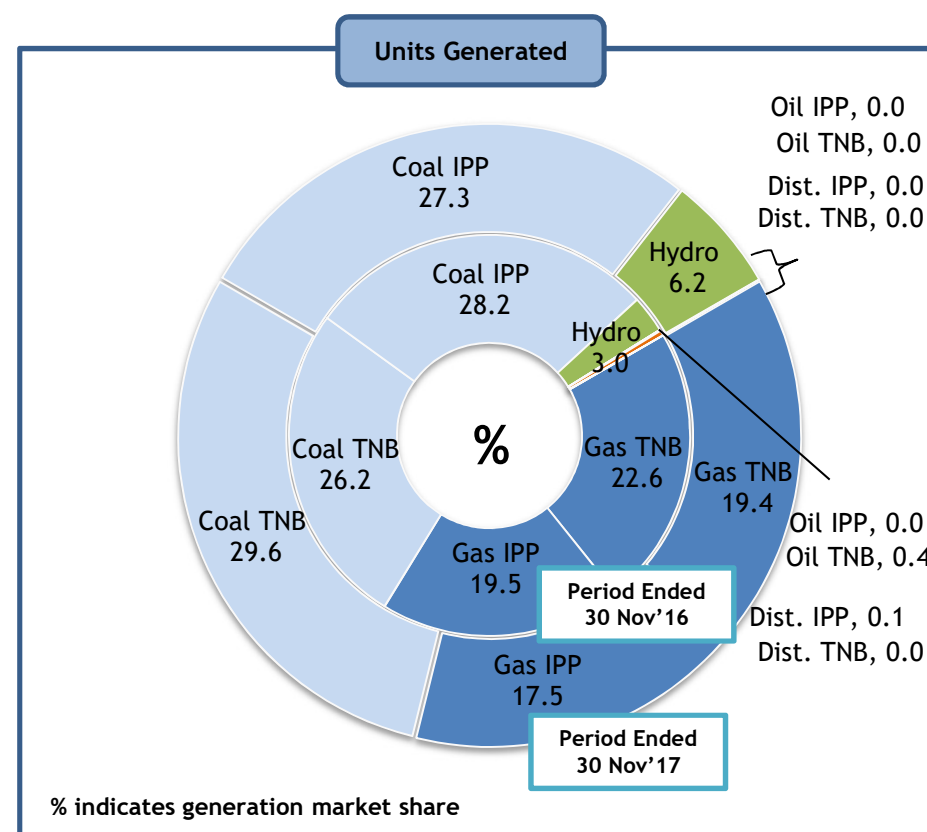 Units Generated
Oil IPP, 0.0
Oil TNB, 0.0
Dist. IPP, 0.0
Dist. TNB, 0.0
Coal IPP
27.3
Hydro
6.2
Coal IPP
28.2
Hydro
3.0
%
Coal TNB
26.2
Gas TNB
22.6
Gas TNB
19.4
Coal TNB
29.6
Gas IPP
19.5
Oil IPP, 0.0
Oil TNB, 0.4
Dist. IPP, 0.1
Dist. TNB, 0.0
Period Ended
30 Nov’16
Gas IPP
17.5
Period Ended
30 Nov’17
% indicates generation market share